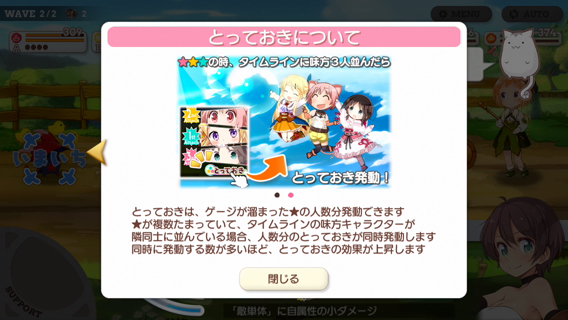 WAVE 2/2
2
MENU
AUTO
とっておきについて
★★★の時、タイムラインに味方3人並んだら
とっておき
とっておき発動！
とっておきは、ゲージが溜まった★の人数分発動できます
★が複数たまっていて、タイムラインの味方キャラクターが
隣同士に並んでいる場合、人数分のとっておきが同時発動します
同時に発動する数が多いほど、とっておきの効果が上昇します
閉じる
いまいち
SUPPORT
「敵単体」に自属性の小ダメージ